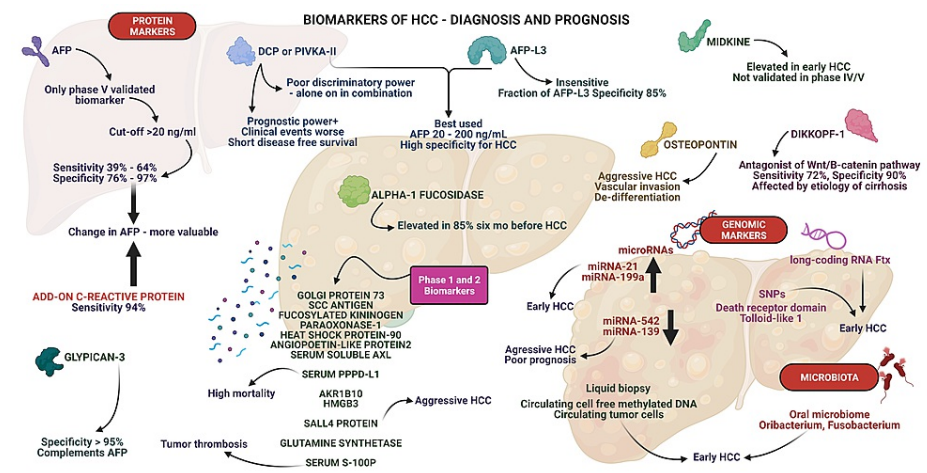 BIOMARKERS OF HCC - DIAGNOSIS AND PROGNOSIS
PROTEIN
MARKERS
AFP
Only phase V validated
biomarker
Cut-off >20 ng/ml
Sensitivity 39% - 64%
Specificity 76% - 97%
Change in AFP - more valuable
ADD-ON C-REACTIVE PROTEIN
Sensitivity 94%
GLYPICAN-3
Specificity > 95%
Complements AFP
DCP or PIVKA-II
Poor discriminatory power
- alone on in combination
Prognostic power+
Clinical events worse
Short disease free survival
AFP-L3
Insensitive
Fraction of AFP-L3 Specificity 85%
Best used
AFP 20 - 200 ng/mL
High specificity for HCC
MIDKINE
Elevated in early HCC
Not validated in phase IV/V
OSTEOPONTIN
Aggressive HCC
Vascular invasion
De-differentiation
DIKKOPF-1
Antagonist of Wnt/B-catenin pathway
Sensitivity 72%, Specificity 90%
Affected by etiology of cirrhosis
ALPHA-1 FUCOSIDASE
Elevated in 85% six mo before HCC
Phase 1 and 2
Biomarkers
GOLGI PROTEIN 73
SCC ANTIGEN
FUCOSYLATED KININOGEN
PARAOXONASE-1
HEAT SHOCK PROTEIN-90
ANGIOPOETIN-LIKE PROTEIN2
SERUM SOLUBLE AXL
SERUM PPPD-L1
High mortality
AKR1B10
HMGB3
SALL4 PROTEIN
Aggressive HCC
GLUTAMINE SYNTHETASE
SERUM S-100P
Tumor thrombosis
GENOMIC
MARKERS
microRNAs
miRNA-21
miRNA-199a
Early HCC
miRNA-542
miRNA-139
Agressive HCC
Poor prognosis
long-coding RNA Ftx
SNPs
Death receptor domain
Tolloid-like 1
Early HCC
Liquid biopsy
Circulating cell free methylated DNA
Circulating tumor cells
Early HCC
MICROBIOTA
Oral microbiome
Oribacterium, Fusobacterium